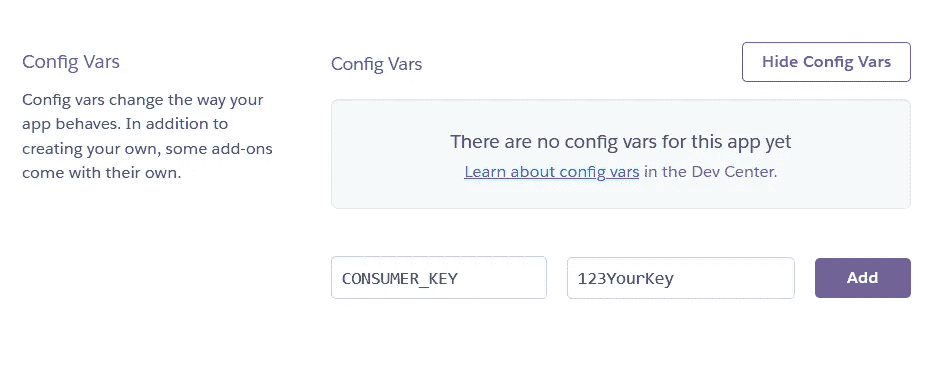 Config Vars
Config vars change the way your
app behaves. In addition to
creating your own, some add-ons
come with their own.
Config Vars
Hide Config Vars
There are no config vars for this app yet
Learn about config vars in the Dev Center.
CONSUMER_KEY
123YourKey
Add